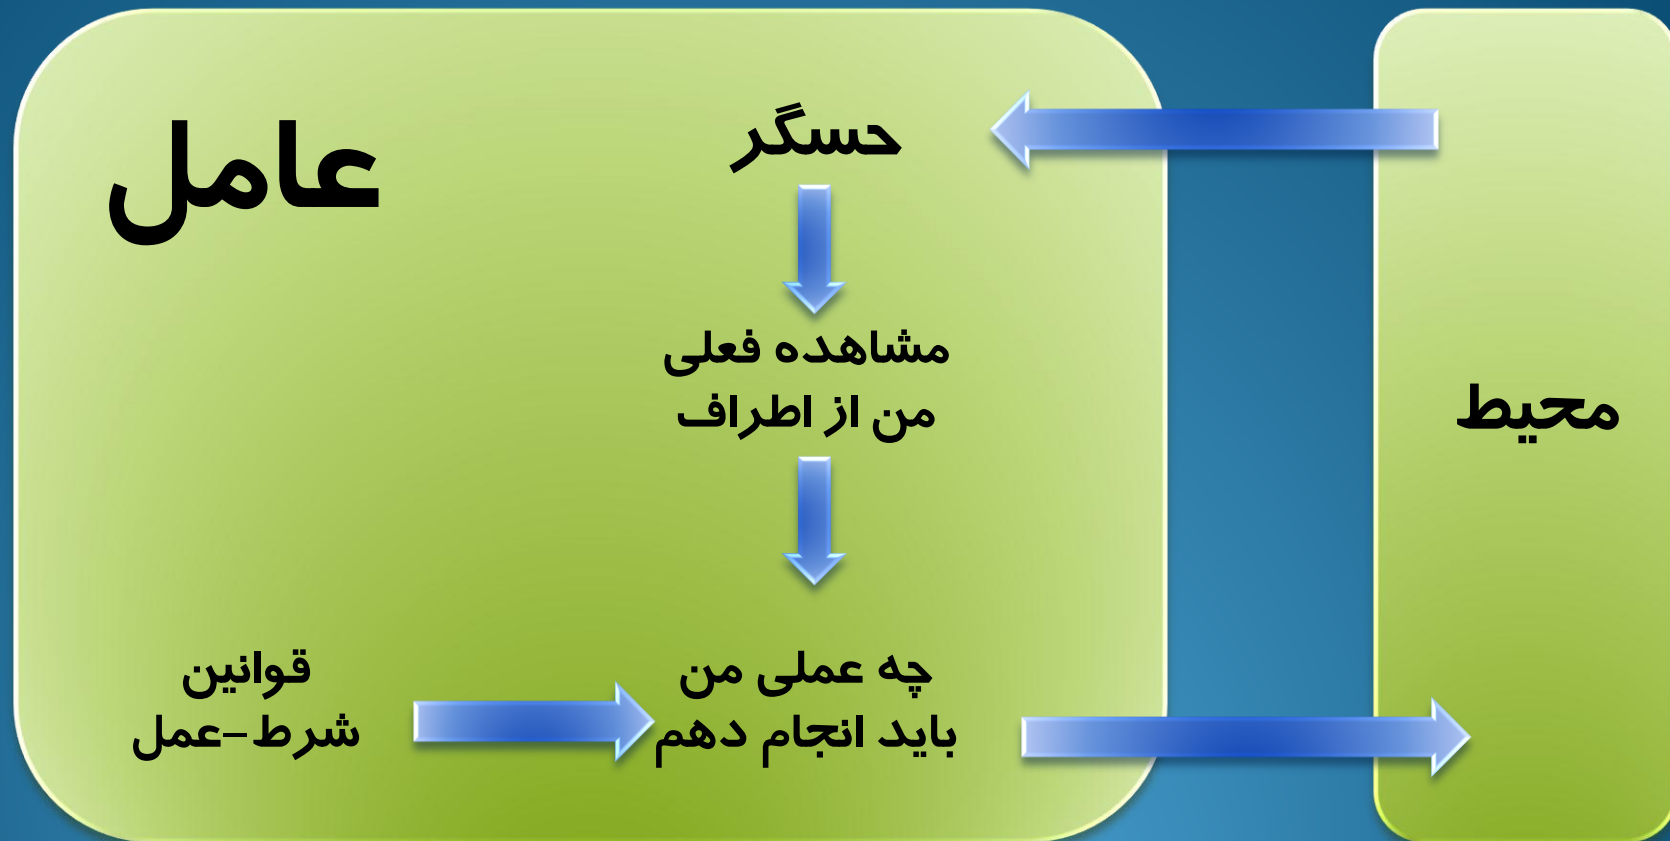 عامل
حسگر
مشاهده فعلی
من از اطراف
محیط
چه عملی من
باید انجام دهم
قوانین
شرط-عمل